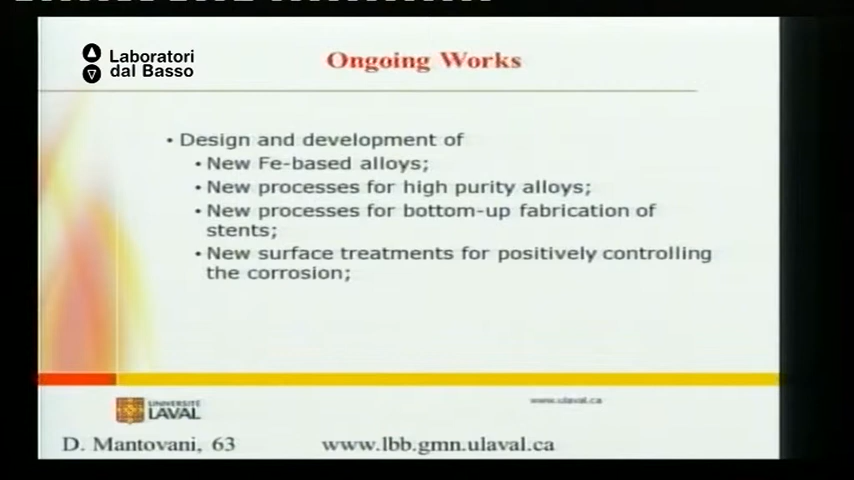 Laboratori
dal Basso
Ongoing Works
• Design and development of
• New Fe-based alloys;
• New processes for high purity alloys;
• New processes for bottom-up fabrication of
stents;
• New surface treatments for positively controlling
the corrosion;
UNIVERSITÉ
LAVAL
www.ulaval.ca
D. Mantovani, 63
www.lbb.gmn.ulaval.ca